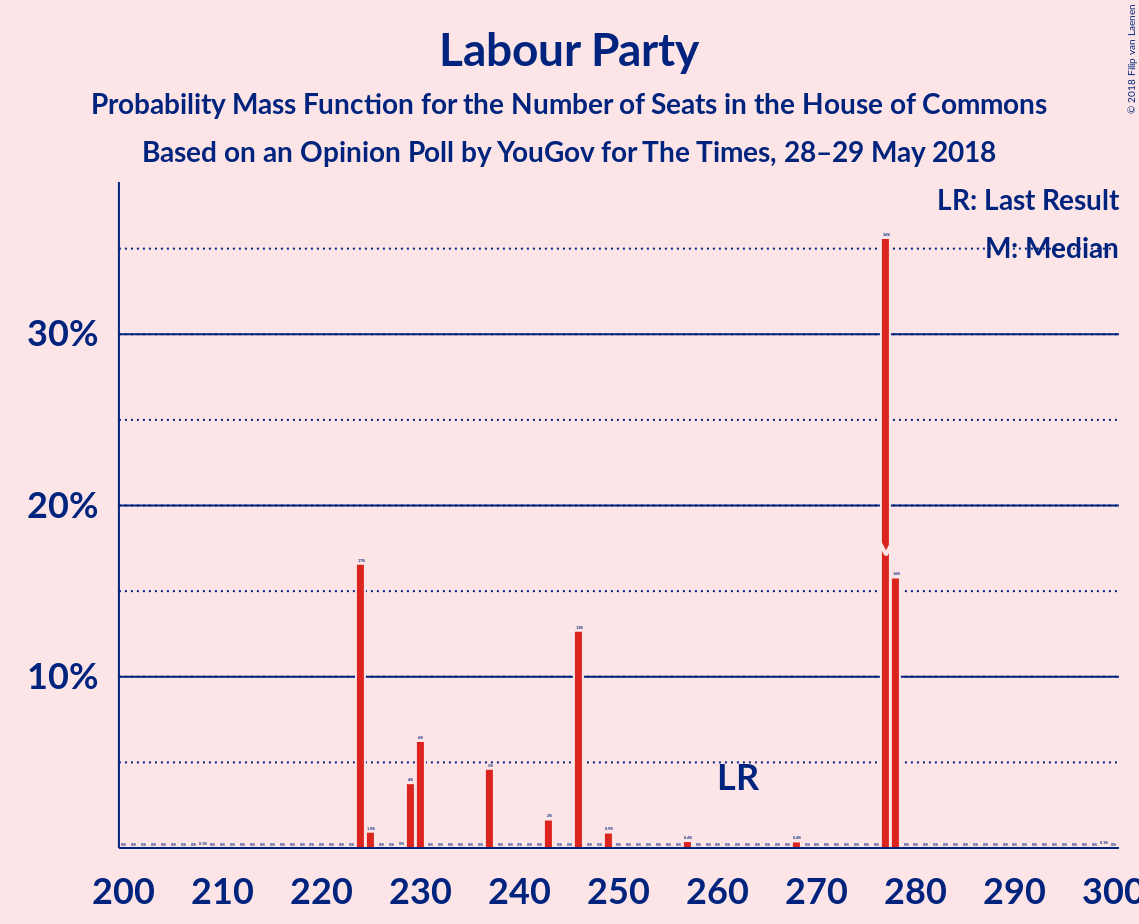 Labour Party
Probability Mass Function for the Number of Seats in the House of Commons
Based on an Opinion Poll by YouGov for The Times, 28–29 May 2018
© 2018 Filip van Laenen
LR: Last Result
M: Median
30%
20%
10%
LR
200 210 220 230 240 250 260 270 280 290 300